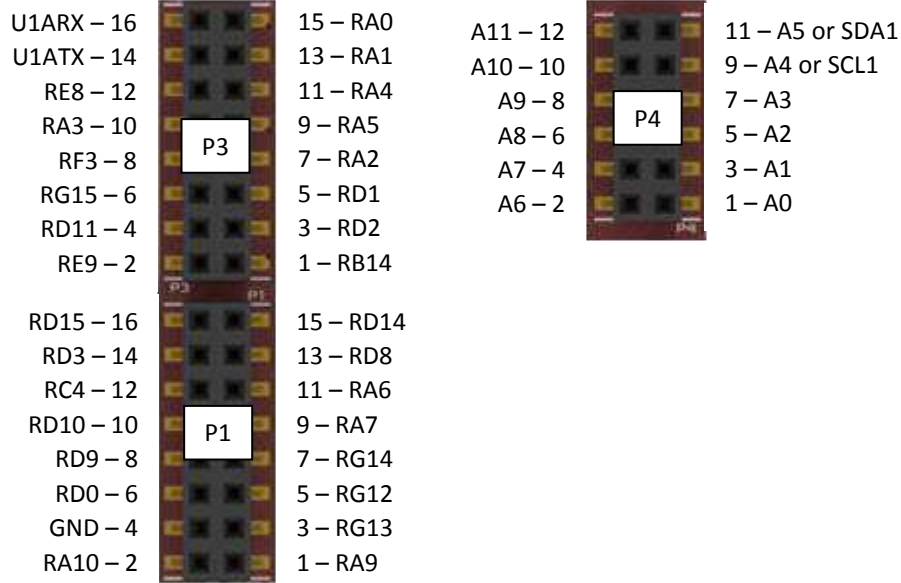 U1ARX – 16 15 – RA0
U1ATX – 14 13 – RA1
RE8 – 12 11 – RA4
RA3 – 10 9 – RA5
P3
RF3 – 8 7 – RA2
RG15 – 6 5 – RD1
RD11 – 4 3 – RD2
RE9 – 2 1 – RB14
P3 P1
RD15 – 16 15 – RD14
RD3 – 14 13 – RD8
RC4 – 12 11 – RA6
RD10 – 10 9 – RA7
P1
RD9 – 8 7 – RG14
RD0 – 6 5 – RG12
GND – 4 3 – RG13
RA10 – 2 1 – RA9
A11 – 12 11 – A5 or SDA1
A10 – 10 9 – A4 or SCL1
A9 – 8 7 – A3
P4
A8 – 6 5 – A2
A7 – 4 3 – A1
A6 – 2 1 – A0
P4